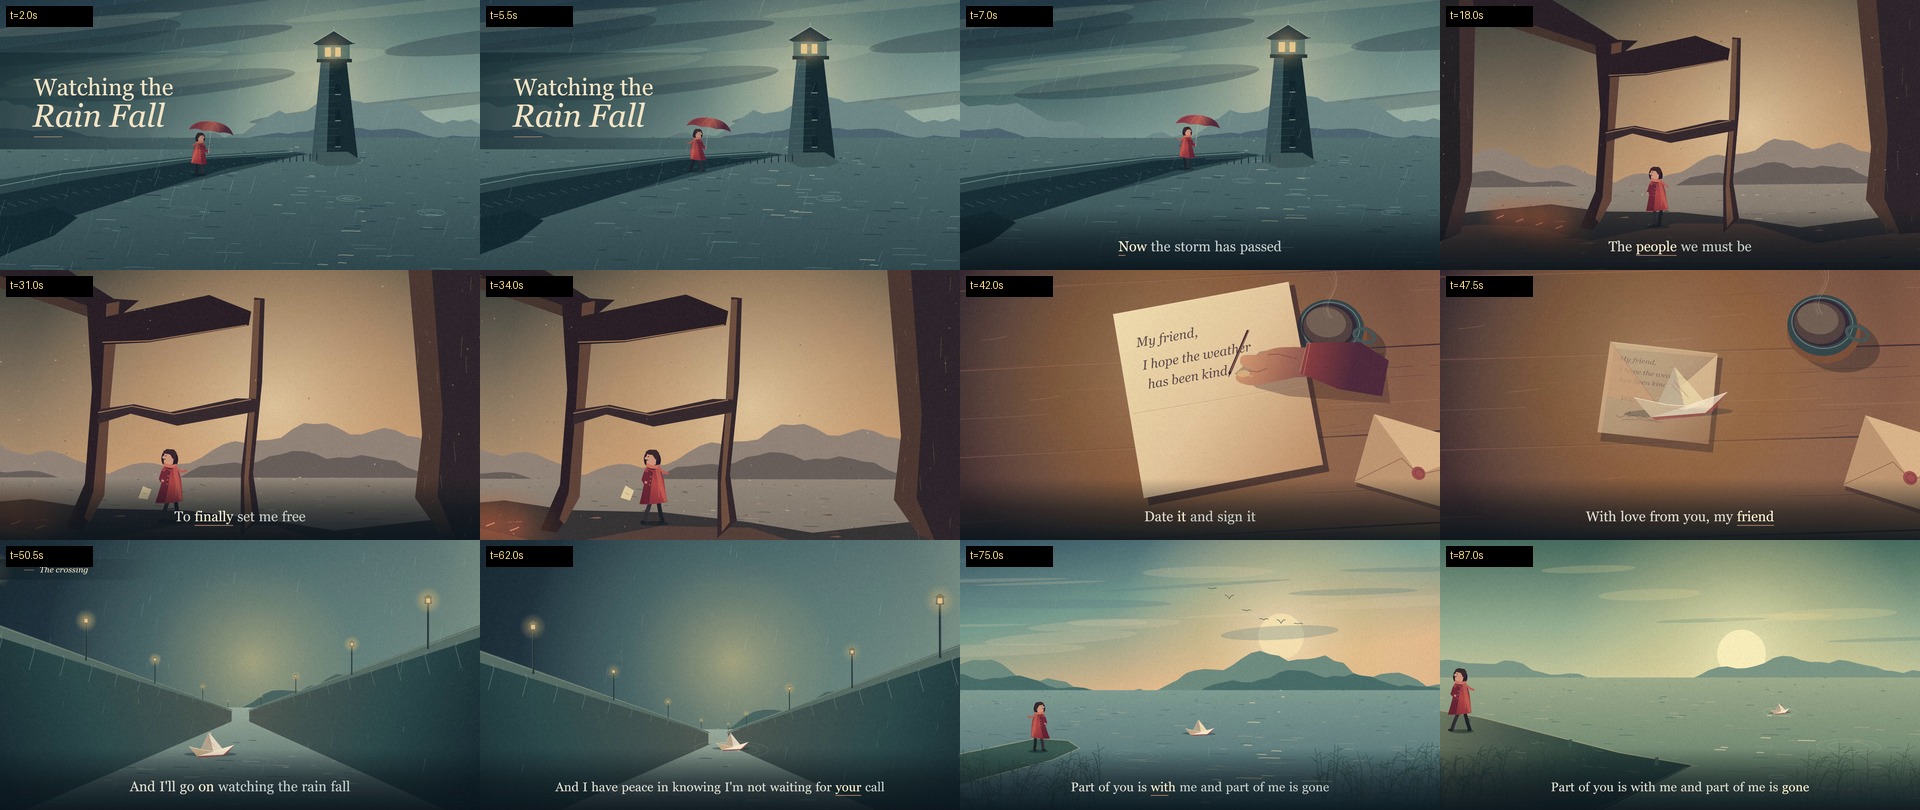 t=2.0s
Watching the
Rain Fall
t=5.5s
Watching the
Rain Fall
t=7.0s
Now the storm has passed
t=18.0s
The people we must be
t=31.0s
To finally set me free
t=34.0s
t=42.0s
My friend,
I hope the weather
has been kind
Date it and sign it
t=47.5s
My friend,
With love from you, my friend
t=50.5s
— The crossing
And I'll go on watching the rain fall
t=62.0s
And I have peace in knowing I'm not waiting for your call
t=75.0s
Part of you is with me and part of me is gone
t=87.0s
Part of you is with me and part of me is gone